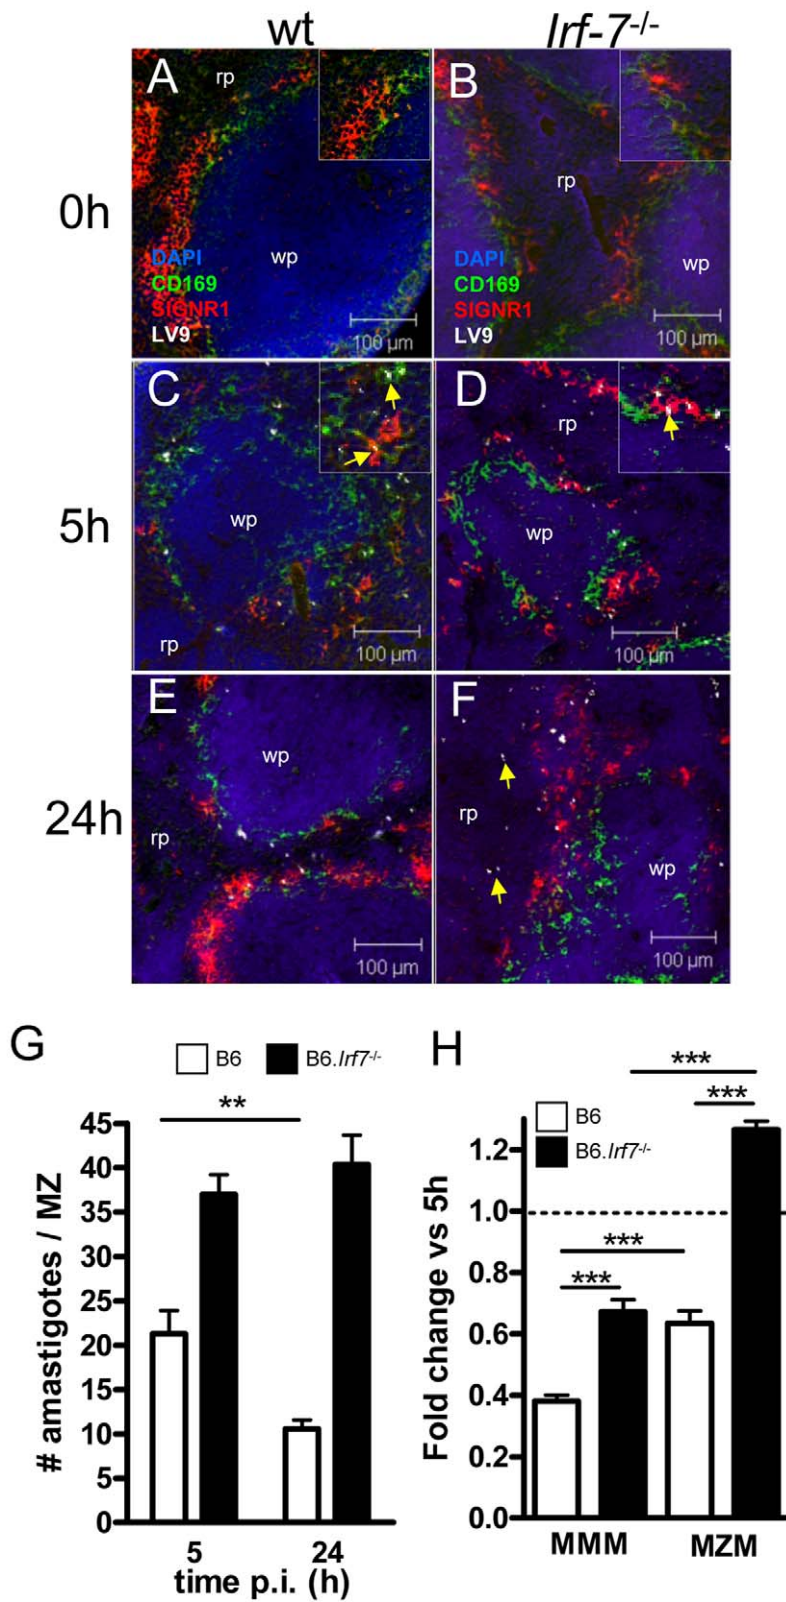 wt
Irf-7-/-
0h
A
rp
wp
DAPI
CD169
SIGNR1
LV9
100 µm
B
rp
wp
DAPI
CD169
SIGNR1
LV9
100 µm
5h
C
wp
rp
100 µm
D
rp
wp
100 µm
24h
E
wp
rp
100 µm
F
rp
wp
100 µm
G
B6 B6.Irf7-/-
**
# amastigotes / MZ
45
40
35
30
25
20
15
10
5
0
5 24
time p.i. (h)
H
***
***
B6
B6.Irf7-/-
***
***
Fold change vs 5h
1.2
1.0
0.8
0.6
0.4
0.2
0.0
MMM MZM